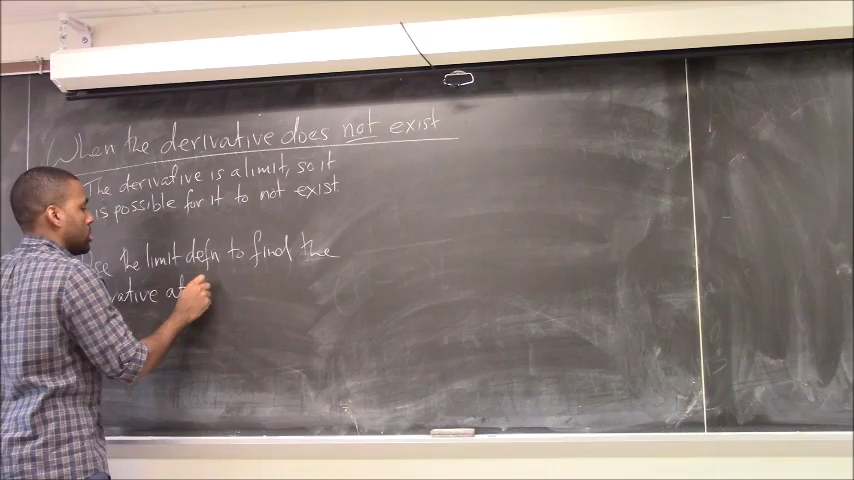 When the derivative does not exist
The derivative is a limit, so it
is possible for it to not exist
the limit defn to find the
at